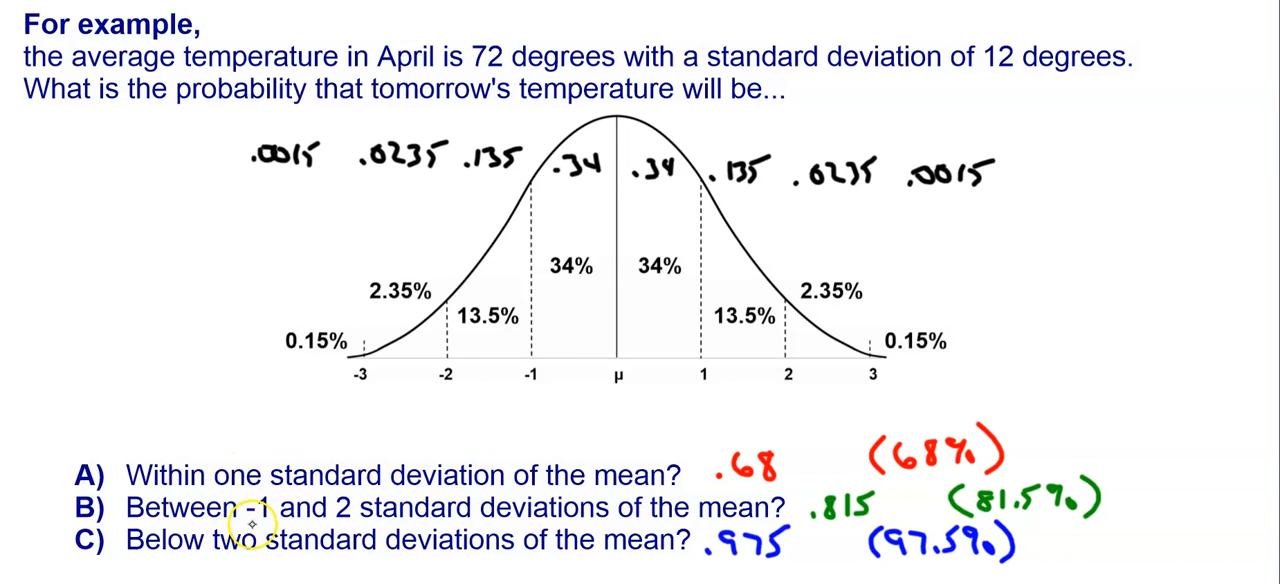 For example,
the average temperature in April is 72 degrees with a standard deviation of 12 degrees.
What is the probability that tomorrow's temperature will be...
.0015 .0235 .135 .34 .34 .135 .0235 .0015
34% 34%
2.35% 2.35%
13.5% 13.5%
0.15% 0.15%
-3 -2 -1 μ 1 2 3
A) Within one standard deviation of the mean? .68 (68%)
B) Between -1 and 2 standard deviations of the mean? .815 (81.5%)
C) Below two standard deviations of the mean? .975 (97.5%)